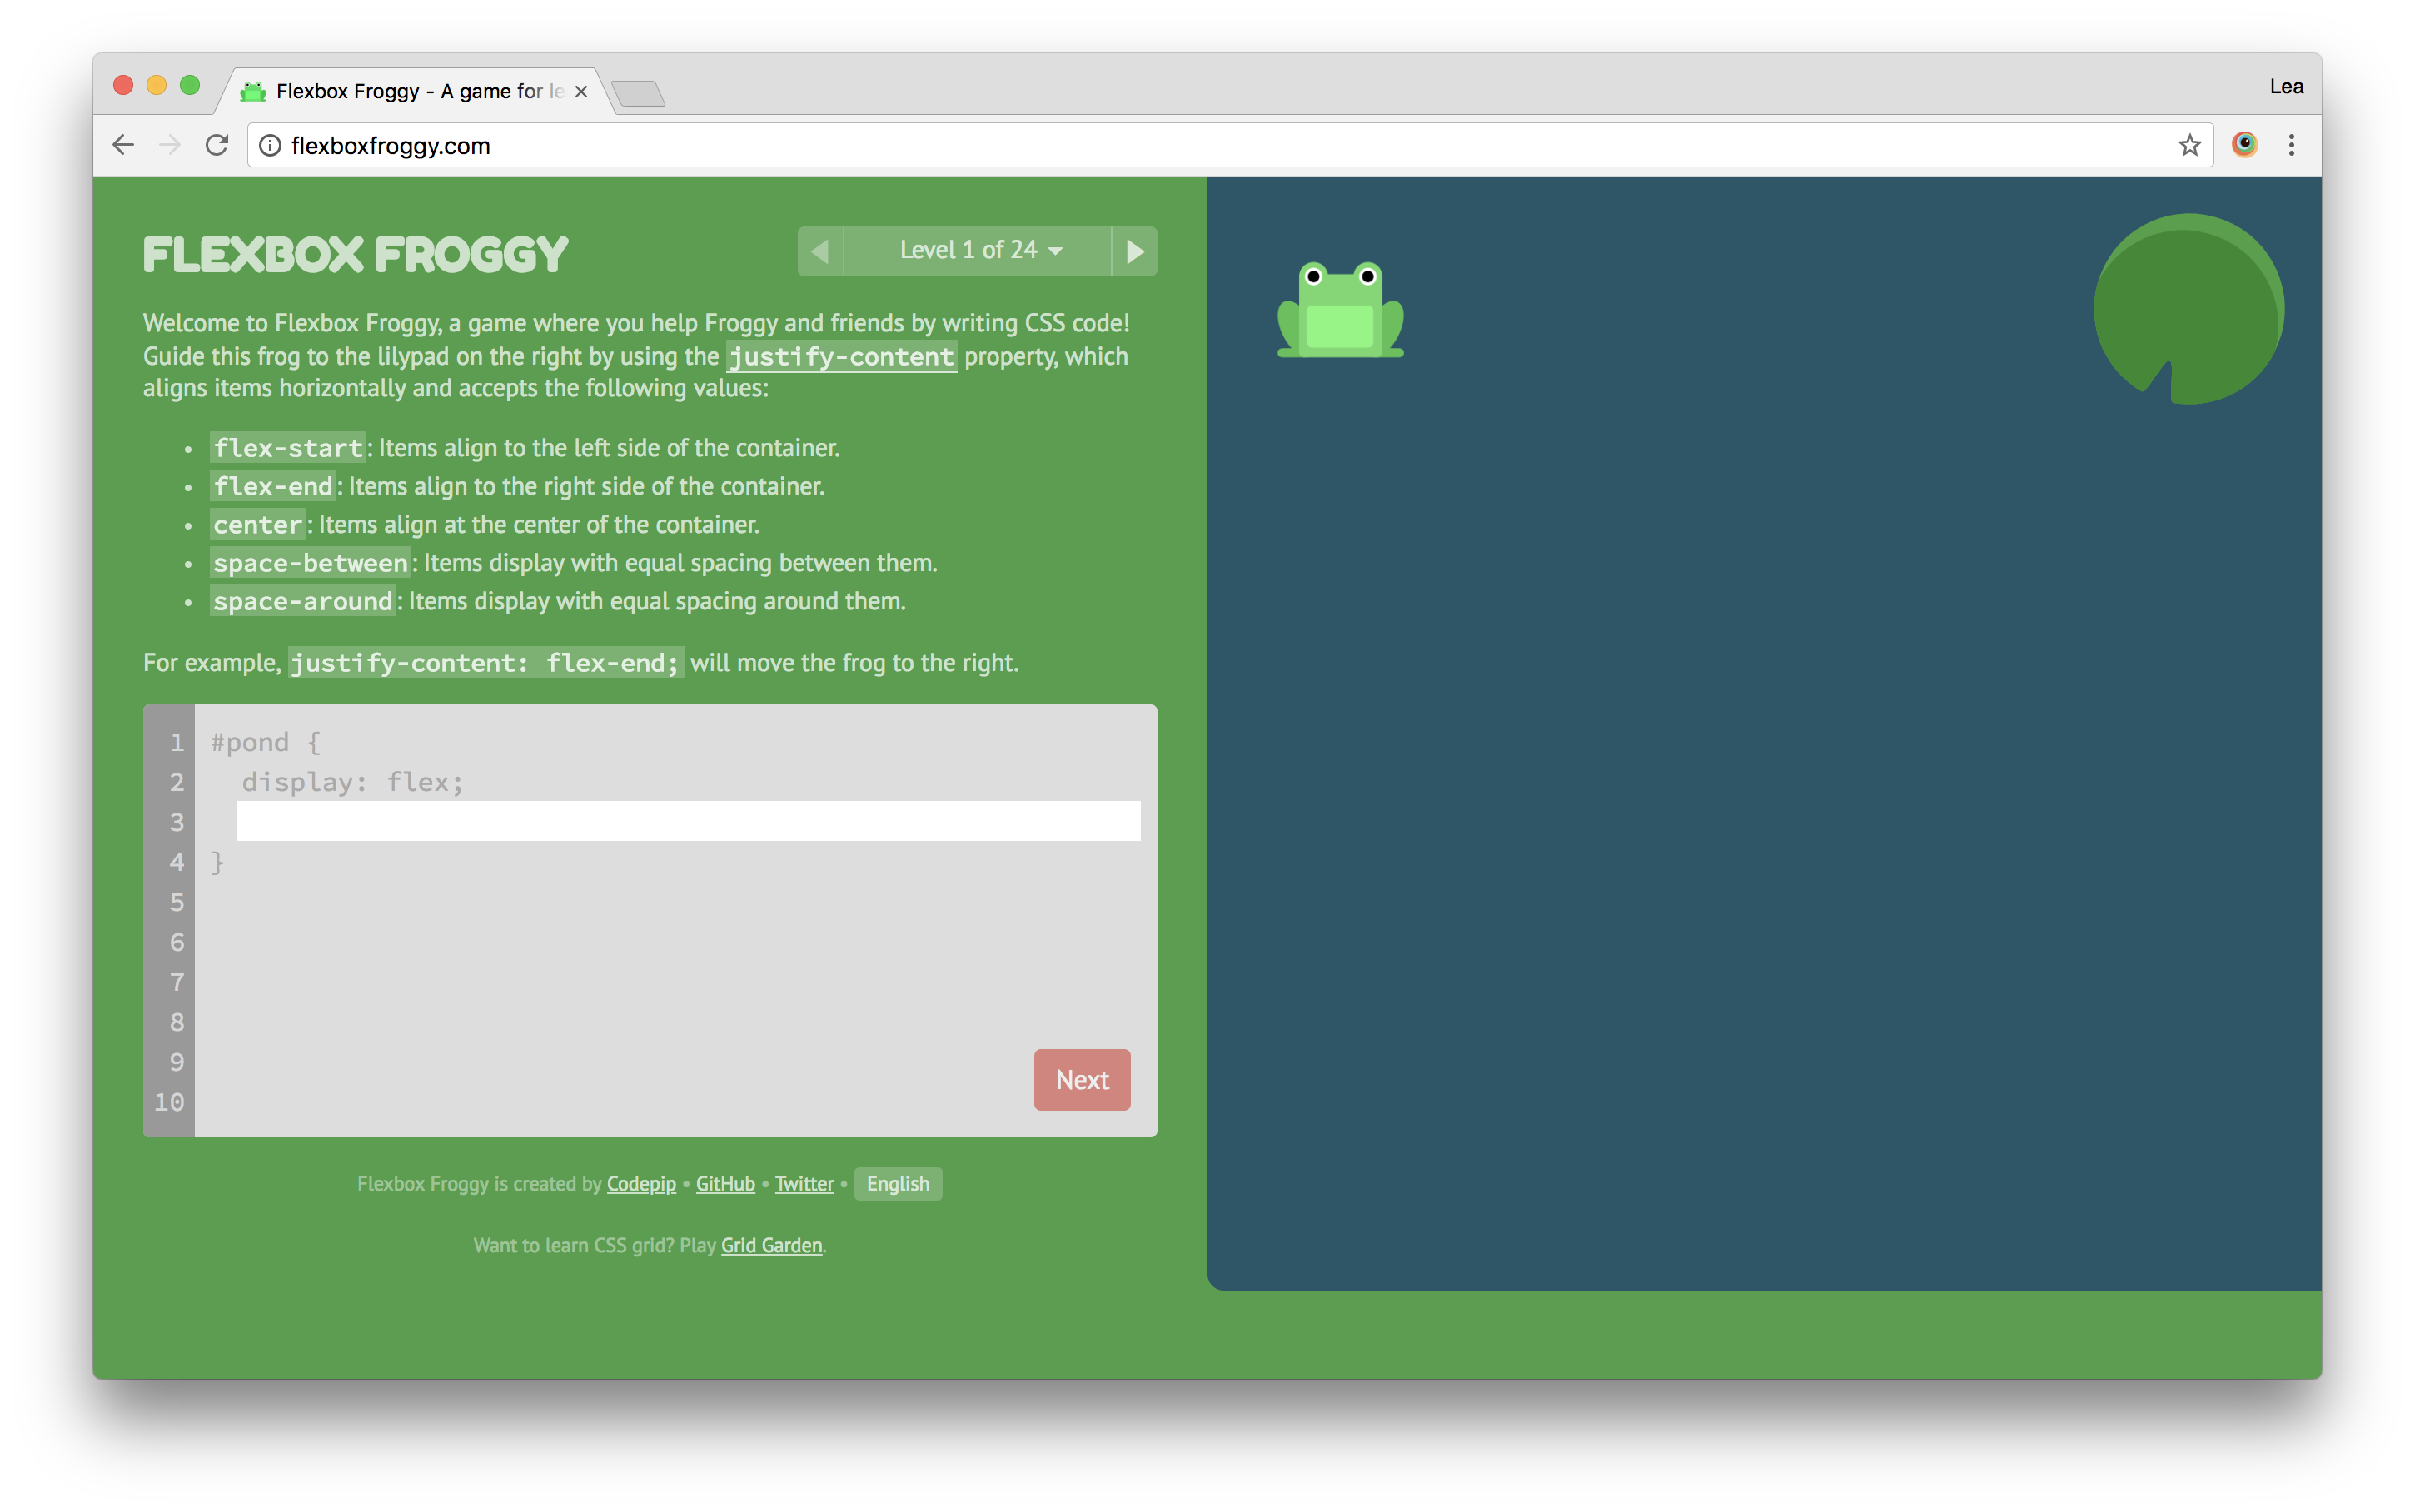 Flexbox Froggy - A game for le
Lea
flexboxfroggy.com
FLEXBOX FROGGY
Level 1 of 24
Welcome to Flexbox Froggy, a game where you help Froggy and friends by writing CSS code!
Guide this frog to the lilypad on the right by using the justify-content property, which
aligns items horizontally and accepts the following values:
• flex-start: Items align to the left side of the container.
• flex-end: Items align to the right side of the container.
• center: Items align at the center of the container.
• space-between: Items display with equal spacing between them.
• space-around: Items display with equal spacing around them.
For example, justify-content: flex-end; will move the frog to the right.
1 #pond {
2 display: flex;
3
4 }
5
6
7
8
9
10
Next
Flexbox Froggy is created by Codepip • GitHub • Twitter • English
Want to learn CSS grid? Play Grid Garden.